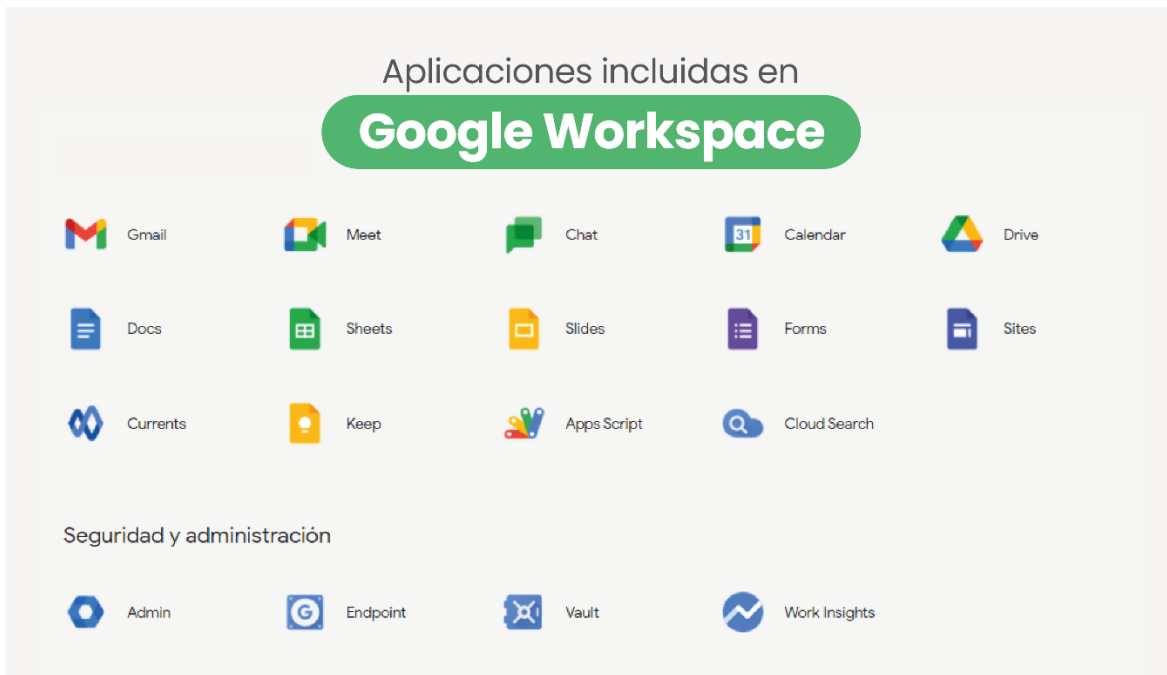 Aplicaciones incluidas en
Google Workspace
Gmail
Meet
Chat
31
Calendar
Drive
Docs
Sheets
Slides
Forms
Sites
Currents
Keep
Apps Script
Cloud Search
Seguridad y administración
Admin
G
Endpoint
Vault
Work Insights